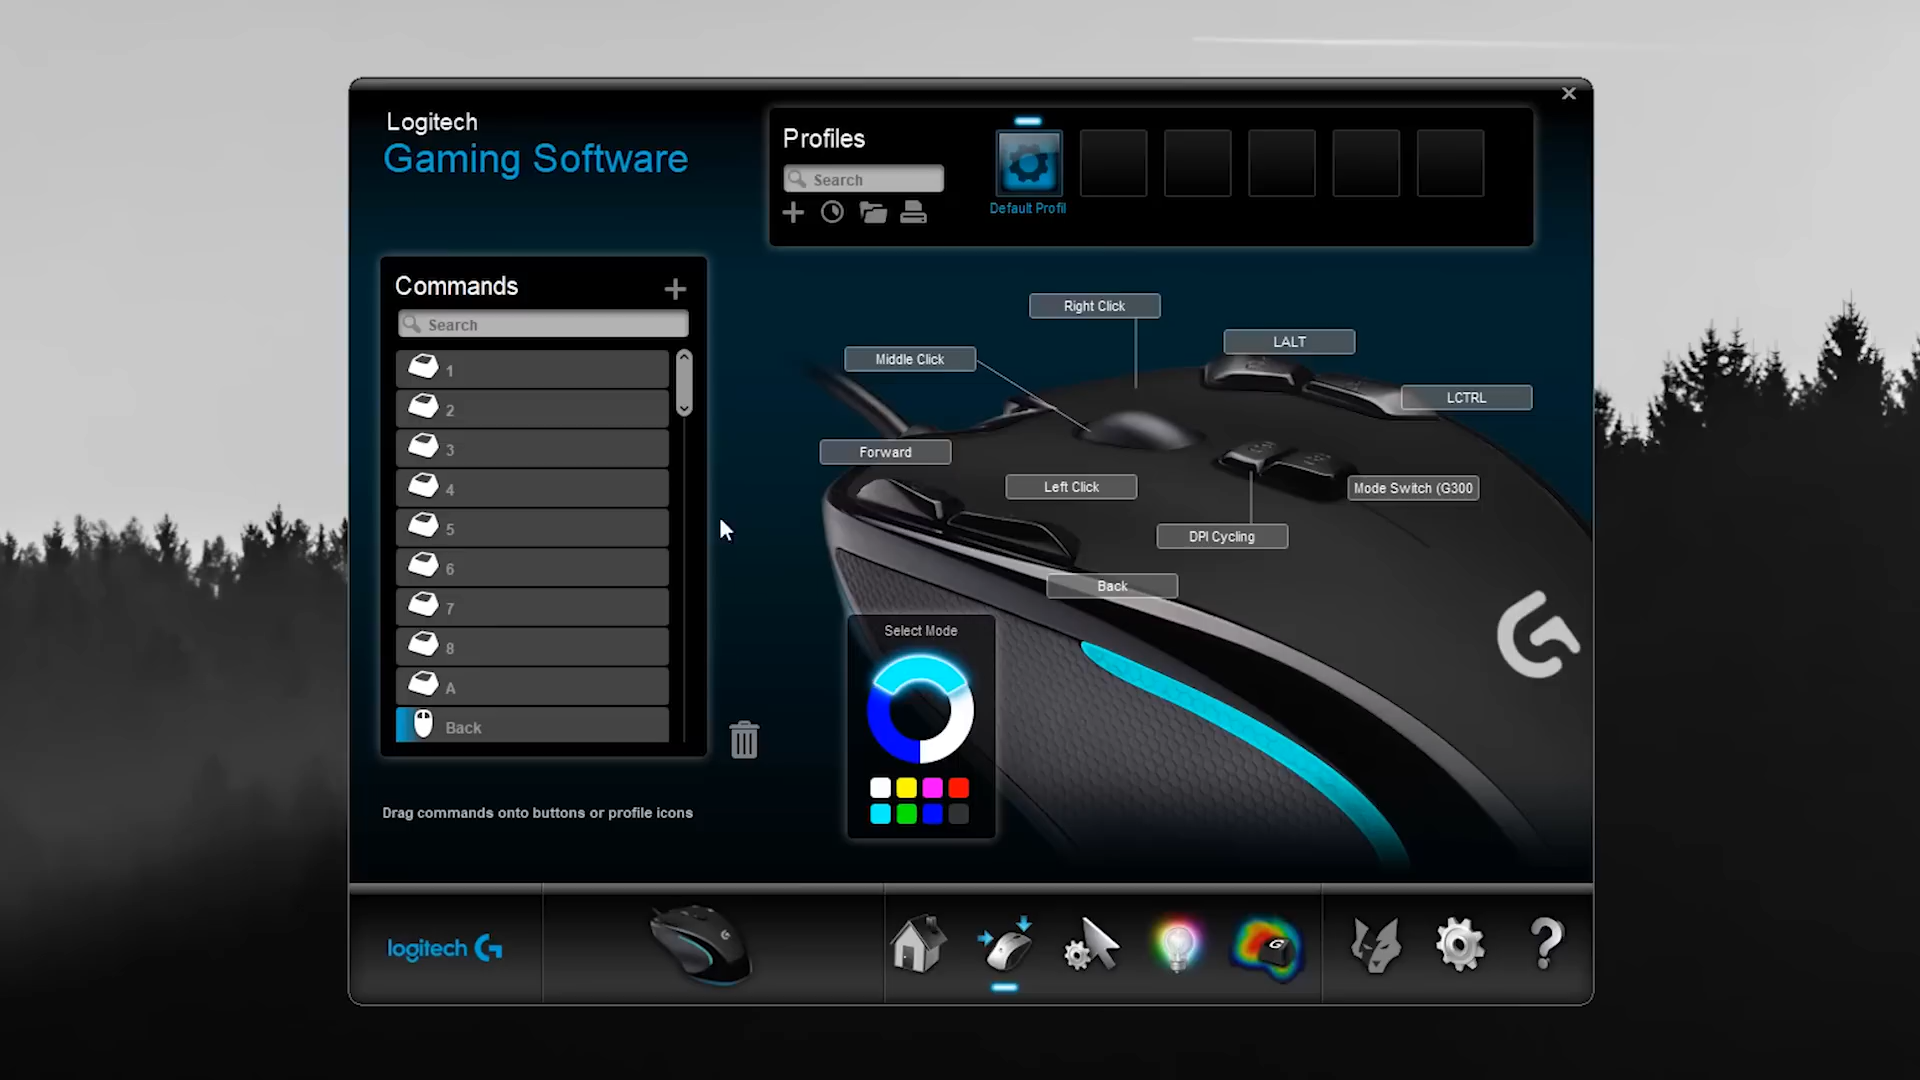 Logitech
Gaming Software
Profiles
Search
Default Profil
Commands
Search
1
2
3
4
5
6
7
8
A
Back
Drag commands onto buttons or profile icons
Right Click
LALT
Middle Click
LCTRL
Forward
Left Click
Mode Switch (G300
DPI Cycling
Back
Select Mode
G
logitech G
G
?